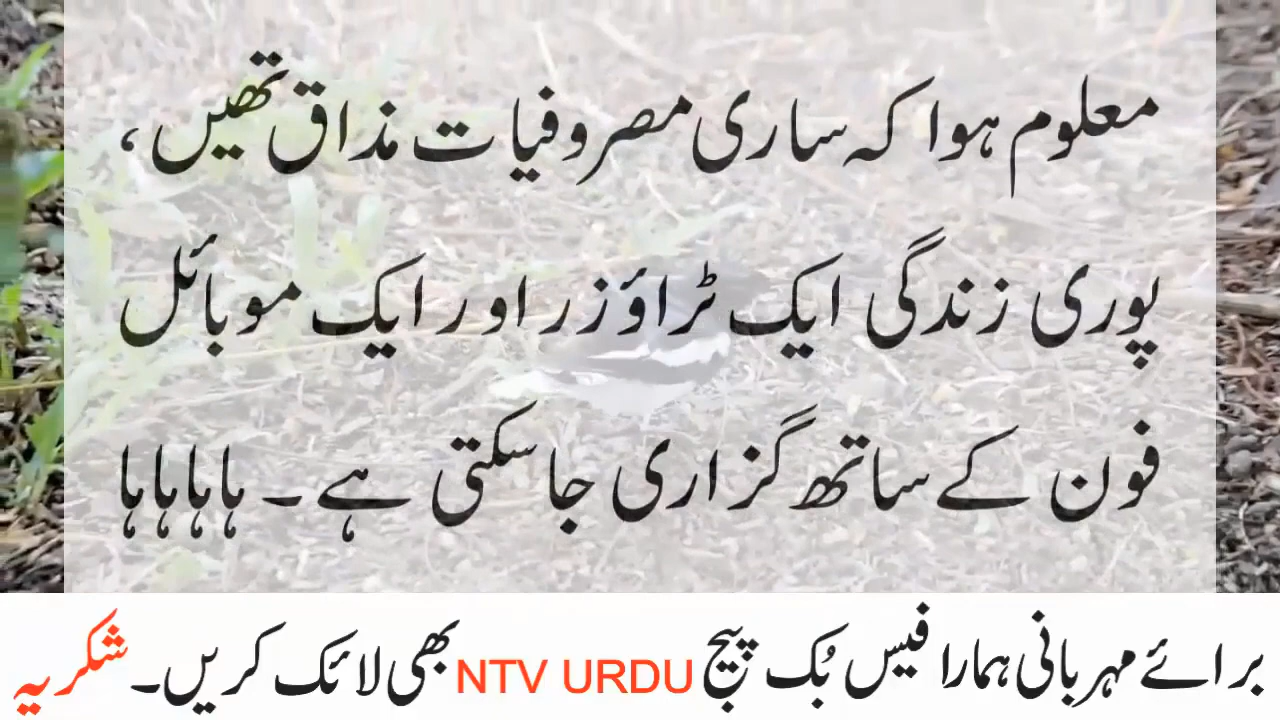 معلوم ہوا کہ ساری مصروفیات مذاق تھیں،
پوری زندگی ایک ٹراؤزر اور ایک موبائل
فون کے ساتھ گزاری جا سکتی ہے ۔ ہاہاہاہا
برائے مہربانی ہمارا فیس بُک پیج NTV URDU بھی لائک کریں۔ شکریہ